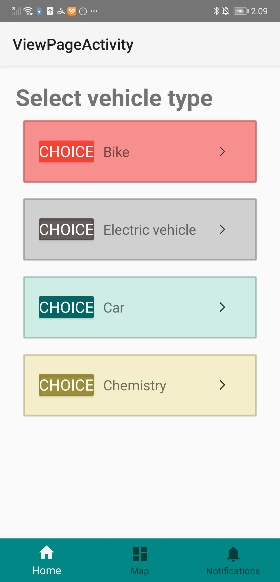 2:09
ViewPageActivity
Select vehicle type
CHOICE Bike
CHOICE Electric vehicle
CHOICE Car
CHOICE Chemistry
Home Map Notifications